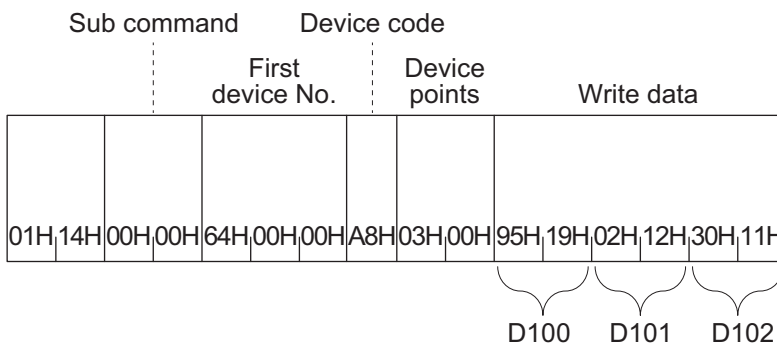 Sub command
Device code
First
device No.
Device
points
Write data
01H 14H 00H 00H 64H 00H 00H A8H 03H 00H 95H 19H 02H 12H 30H 11H
D100
D101
D102